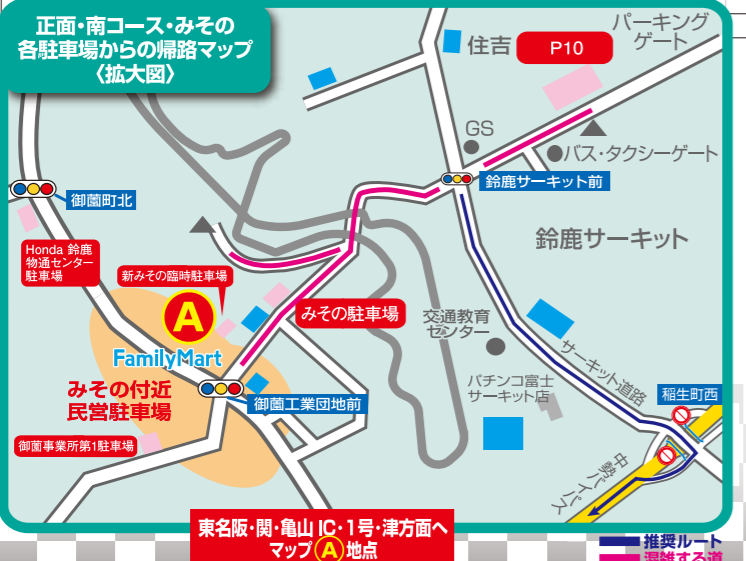 正面・南コース・みその
各駐車場からの帰路マップ
〈拡大図〉
住吉
P10
パーキング
ゲート
GS
バス・タクシーゲート
鈴鹿サーキット前
御薗町北
鈴鹿サーキット
Honda 鈴鹿
物通センター
駐車場
新みその臨時駐車場
A
みその駐車場
交通教育
センター
FamilyMart
サーキット道路
みその付近
民営駐車場
パチンコ富士
サーキット店
稲生町西
御薗工業団地前
御薗事業所第1駐車場
中勢バイパス
東名阪・関・亀山 IC・1号・津方面へ
マップ A 地点
推奨ルート
混雑する道